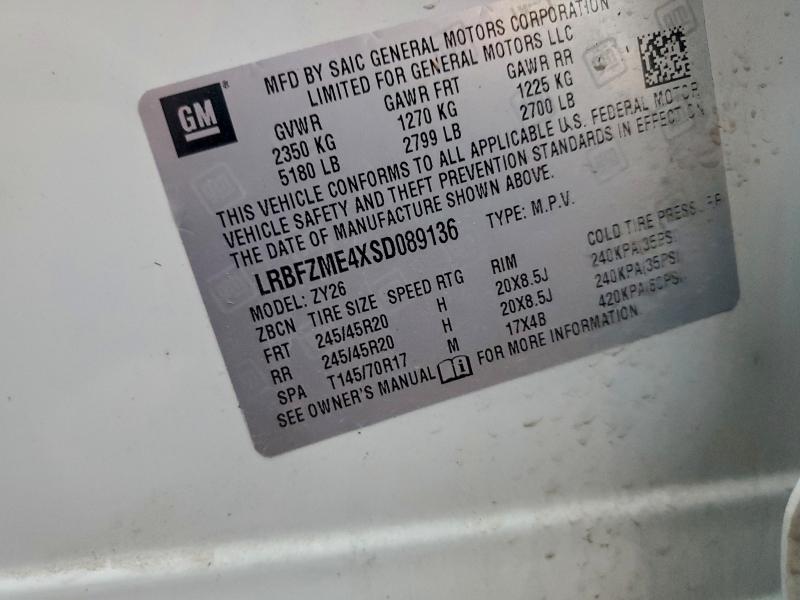 GM ®
MFD BY SAIC GENERAL MOTORS CORPORATION
LIMITED FOR GENERAL MOTORS LLC
GVWR GAWR FRT GAWR RR
2350 KG 1270 KG 1225 KG
5180 LB 2799 LB 2700 LB
THIS VEHICLE CONFORMS TO ALL APPLICABLE U.S. FEDERAL MOTOR
VEHICLE SAFETY AND THEFT PREVENTION STANDARDS IN EFFECT ON
THE DATE OF MANUFACTURE SHOWN ABOVE.
LRBFZME4XSD089136 TYPE: M.P.V.
MODEL: ZY26
ZBCN TIRE SIZE SPEED RTG RIM COLD TIRE PRESSURE
FRT 245/45R20 H 20X8.5J 240KPA(35PSI)
RR 245/45R20 H 20X8.5J 240KPA(35PSI)
SPA T145/70R17 M 17X4B 420KPA(60PSI)
SEE OWNER'S MANUAL FOR MORE INFORMATION